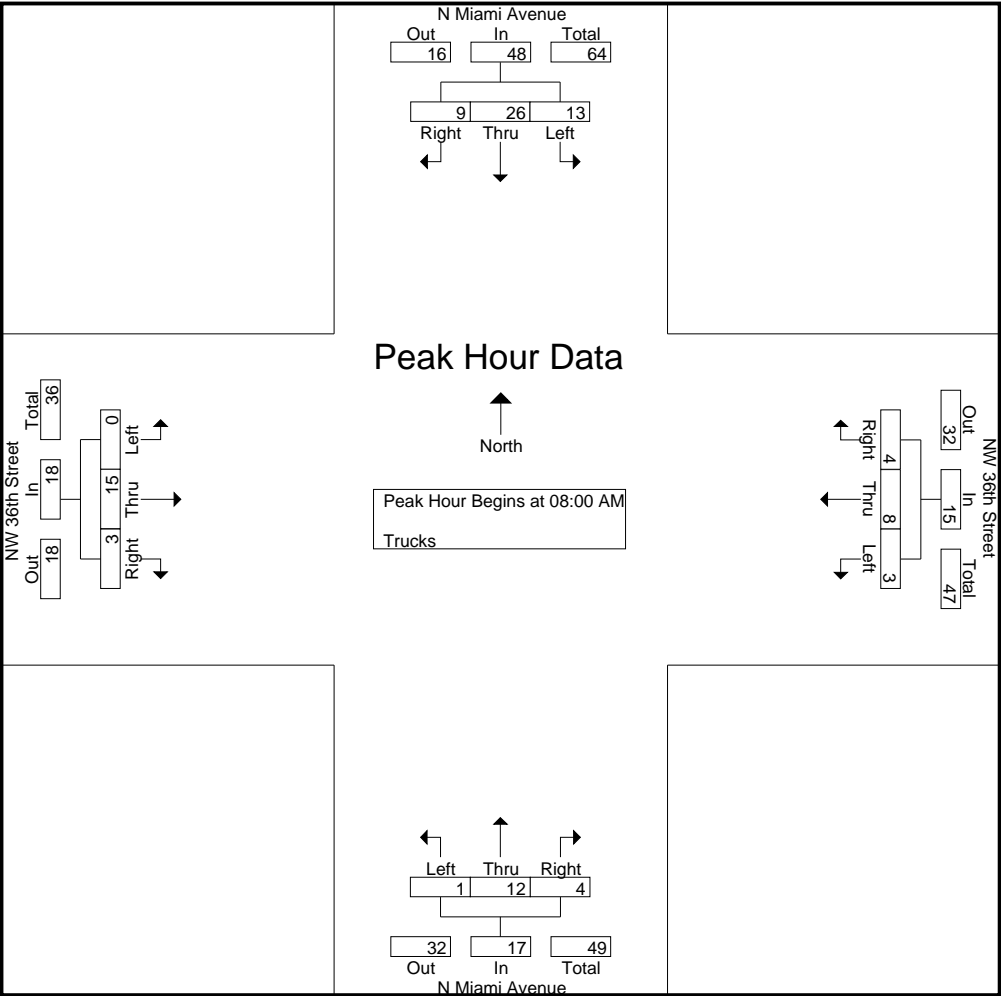 N Miami Avenue
Out In Total
16 48 64
9 26 13
Right Thru Left
Peak Hour Data
North
Peak Hour Begins at 08:00 AM
Trucks
NW 36th Street
Total In Out
36 18 18
0 15 3
Left Thru Right
NW 36th Street
Out In Total
32 15 47
4 8 3
Right Thru Left
Left Thru Right
1 12 4
32 17 49
Out In Total
N Miami Avenue